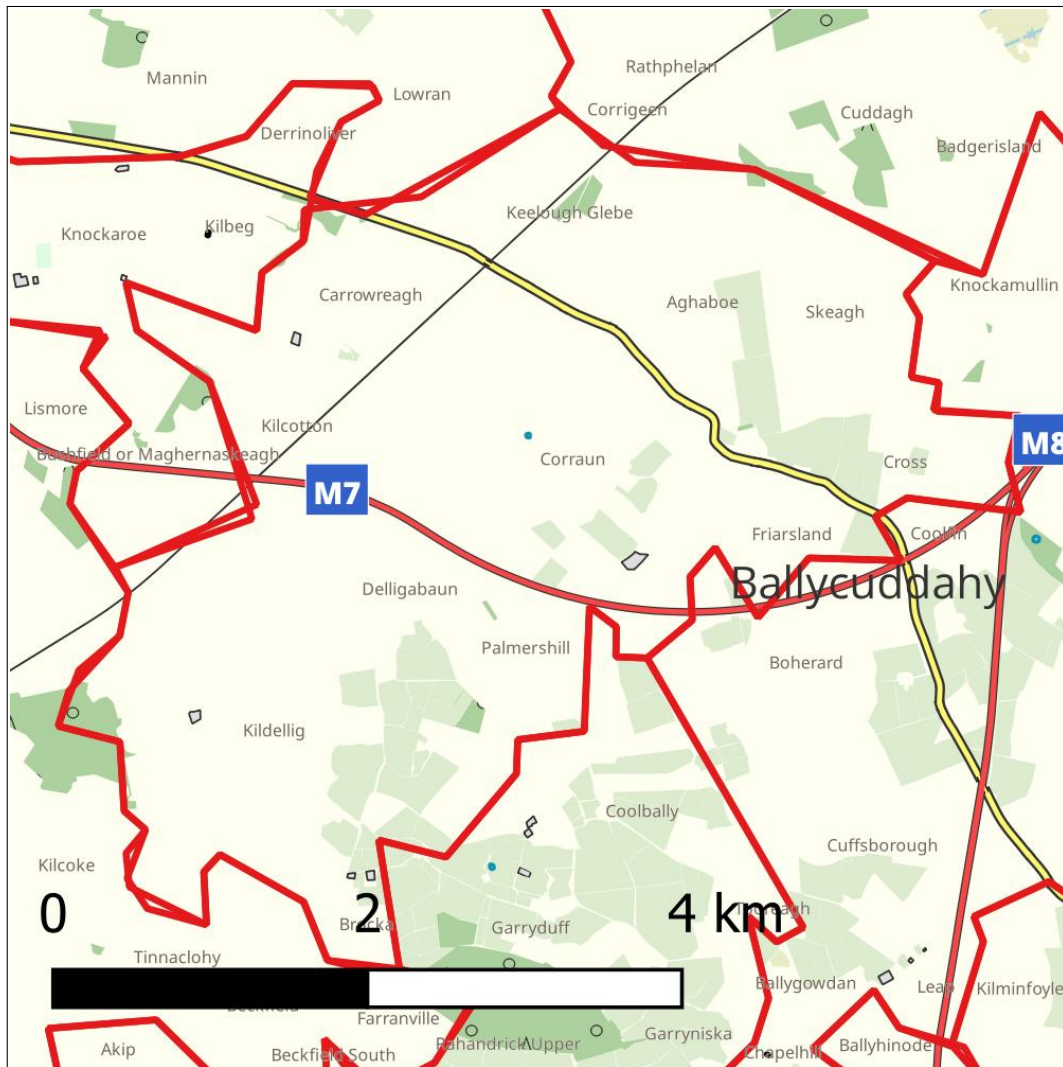 Mannin
Rathphelan
Lowran
Corrigeen
Cuddagh
Derrinoliver
Badgerisland
Keelough Glebe
Kilbeg
Knockaroe
Knockamullin
Carrowreagh
Aghaboe
Skeagh
Lismore
Kilcotton
M8
Bushfield or Maghernaskeagh
Corraun
Cross
M7
Friarsland
Coolfin
Delligabaun
Ballycuddahy
Palmershill
Boherard
Kildellig
Coolbally
Cuffsborough
Kilcoke
0
2
4 km
Brocka
Garryduff
Tinnaclohy
Ballygowdan
Leap
Kilminfoyle
Beckfield
Farranville
Garryniska
Rahandrick Upper
Akip
Beckfield South
Chapelhill
Ballyhinode